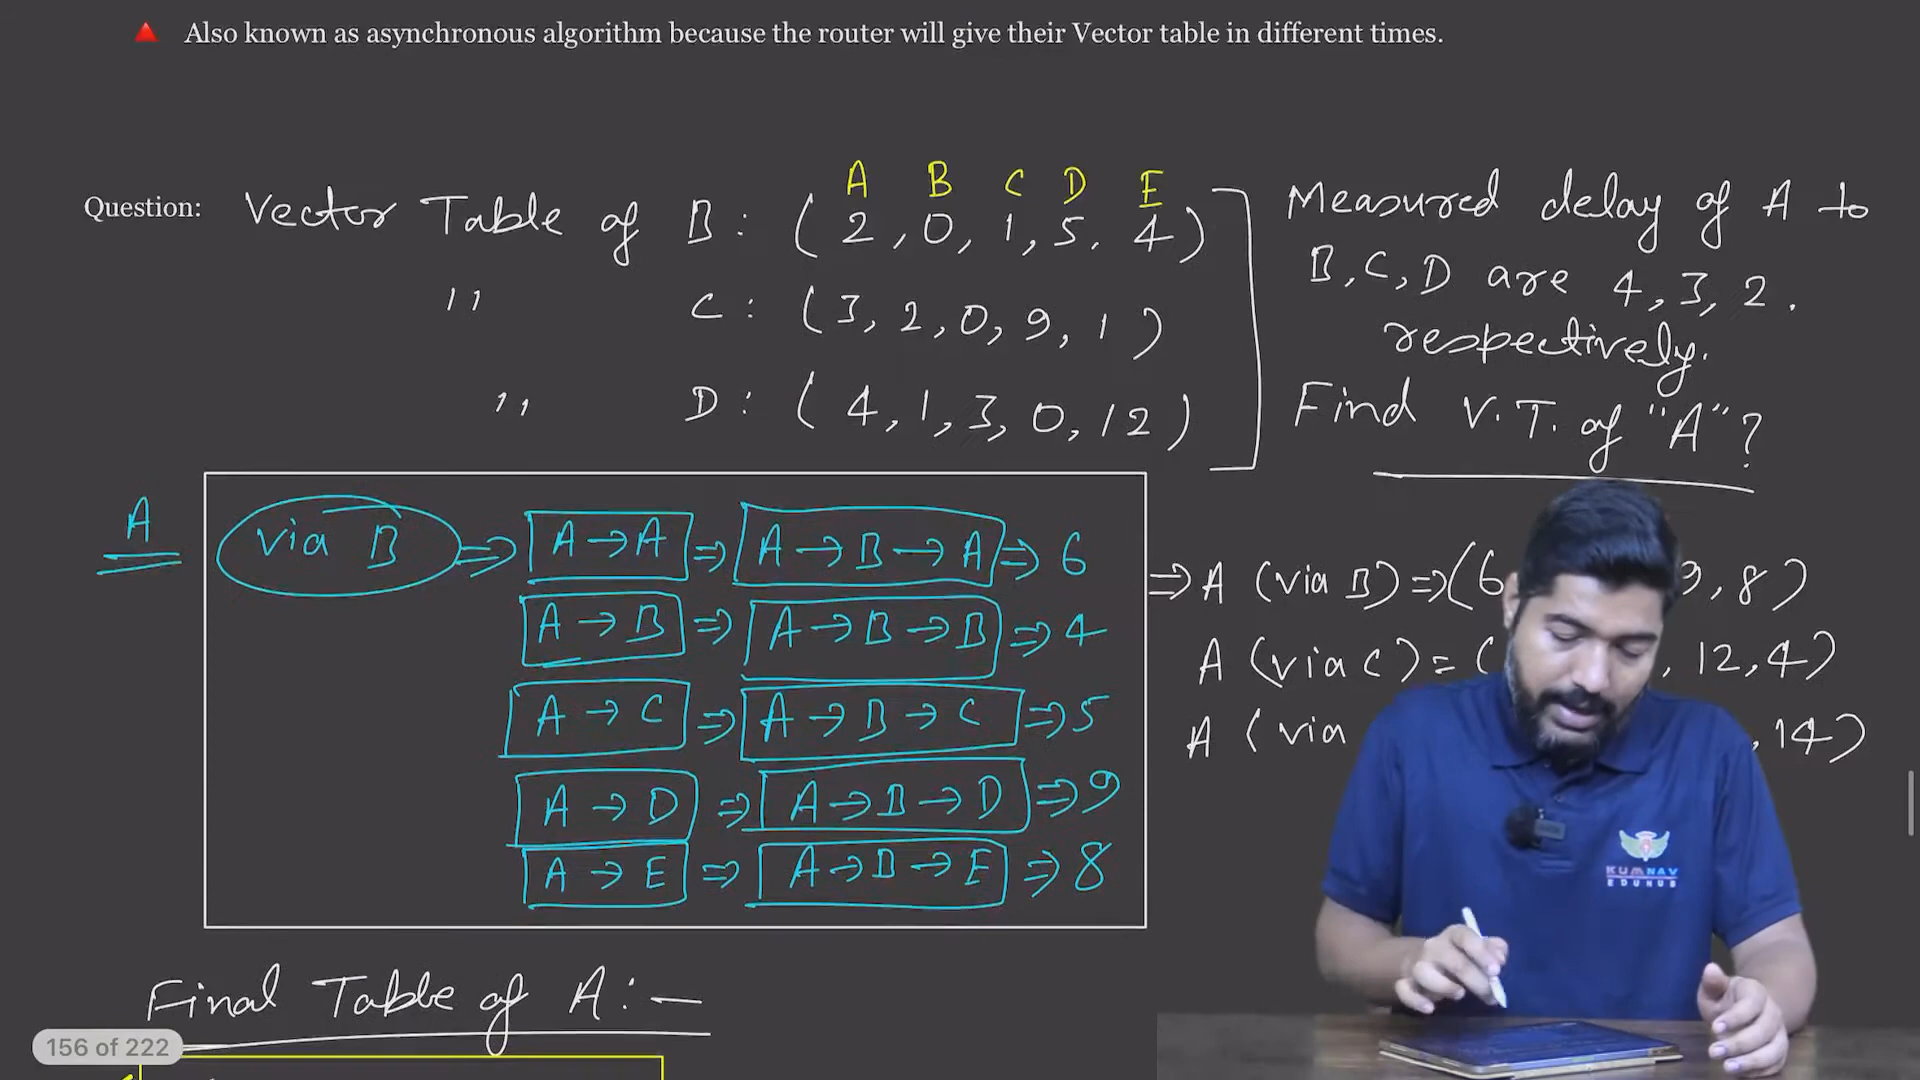 🔺 Also known as asynchronous algorithm because the router will give their Vector table in different times.
A B C D E
Question: Vector Table of B : (2, 0, 1, 5, 4)
,, C : (3, 2, 0, 9, 1)
,, D : (4, 1, 3, 0, 12)
Measured delay of A to
B, C, D are 4, 3, 2.
respectively.
Find V.T. of "A"?
A
via B ⇒ A → A ⇒ A → B → A ⇒ 6
A → B ⇒ A → B → B ⇒ 4
A → C ⇒ A → B → C ⇒ 5
A → D ⇒ A → B → D ⇒ 9
A → E ⇒ A → B → E ⇒ 8
⇒ A (via B) ⇒ (6 9, 8)
A (via C) = ( , 12, 4)
A (via , 14)
KUMNAV
EDUHUB
Final Table of A : —
156 of 222